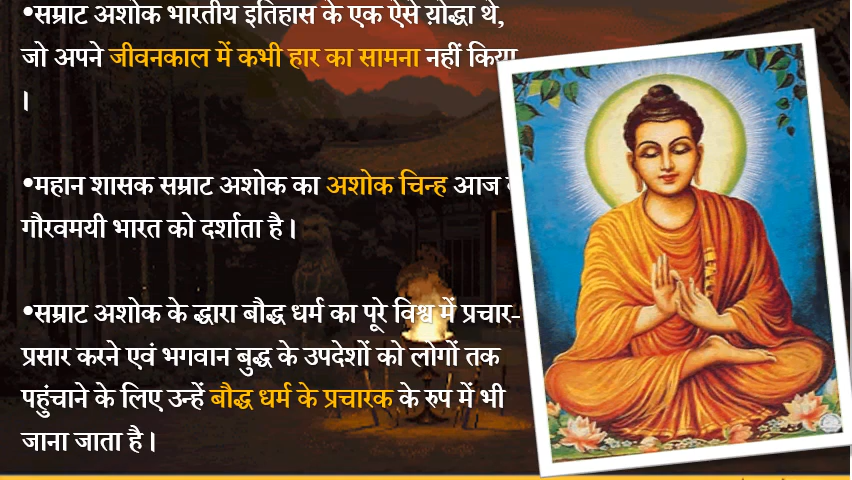 •सम्राट अशोक भारतीय इतिहास के एक ऐसे य़ोद्धा थे,
जो अपने जीवनकाल में कभी हार का सामना नहीं किया
।
•महान शासक सम्राट अशोक का अशोक चिन्ह आज
गौरवमयी भारत को दर्शाता है।
•सम्राट अशोक के द्धारा बौद्ध धर्म का पूरे विश्व में प्रचार-
प्रसार करने एवं भगवान बुद्ध के उपदेशों को लोगों तक
पहुंचाने के लिए उन्हें बौद्ध धर्म के प्रचारक के रुप में भी
जाना जाता है।